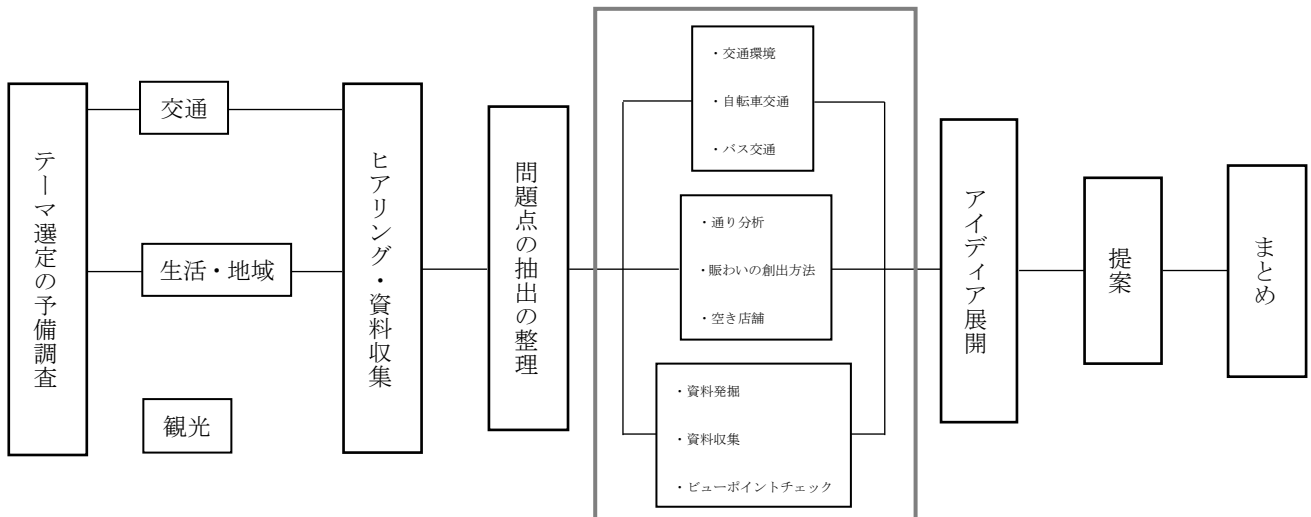 テーマ選定の予備調査
交通
生活・地域
観光
ヒアリング・資料収集
問題点の抽出の整理
・交通環境
・自転車交通
・バス交通
・通り分析
・賑わいの創出方法
・空き店舗
・資料発掘
・資料収集
・ビューポイントチェック
アイディア展開
提案
まとめ